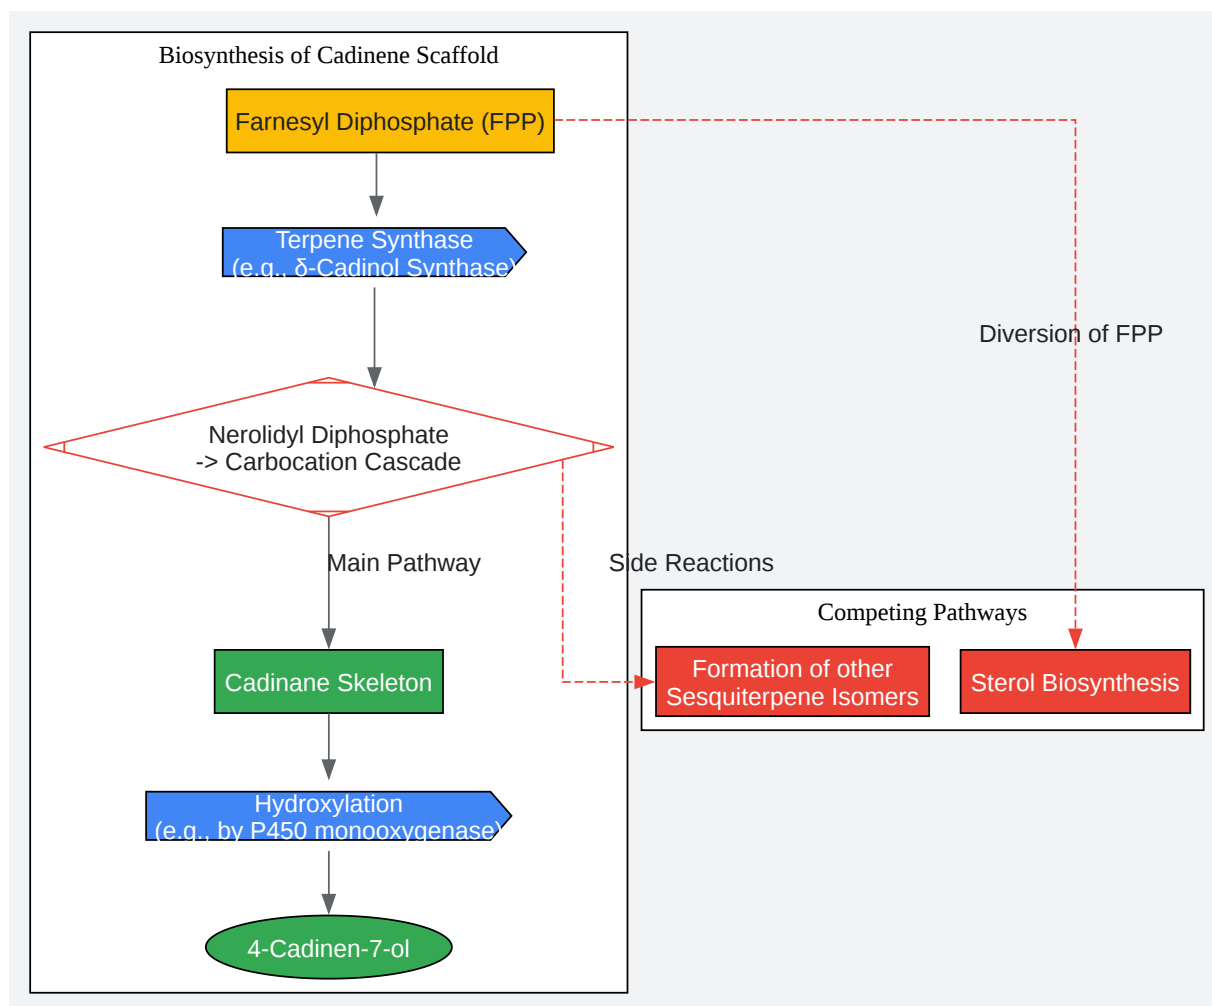 Biosynthesis of Cadinene Scaffold
Farnesyl Diphosphate (FPP)
Terpene Synthase
(e.g., δ-Cadinol Synthase)
Diversion of FPP
Nerolidyl Diphosphate
-> Carbocation Cascade
Main Pathway
Side Reactions
Competing Pathways
Formation of other
Sesquiterpene Isomers
Sterol Biosynthesis
Cadinane Skeleton
Hydroxylation
(e.g., by P450 monooxygenase)
4-Cadinen-7-ol